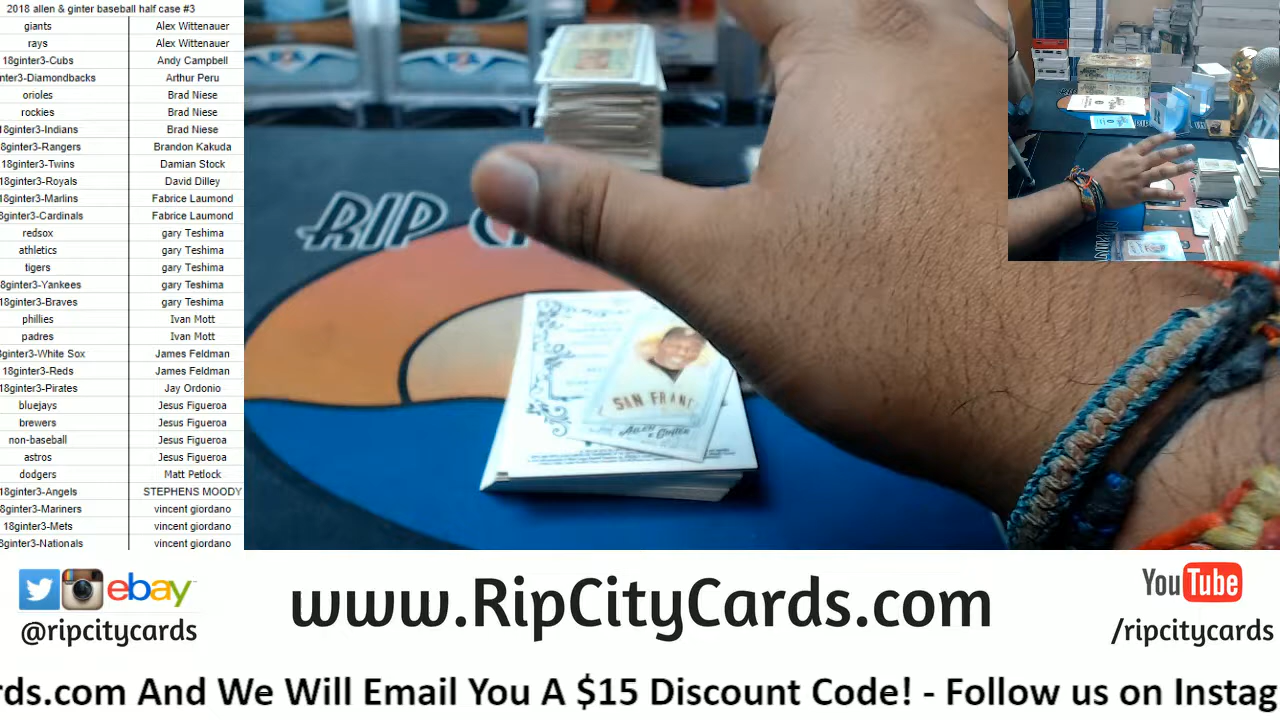 2018 allen & ginter baseball half case #3
giants Alex Wittenauer
rays Alex Wittenauer
18ginter3-Cubs Andy Campbell
nter3-Diamondbacks Arthur Peru
orioles Brad Niese
rockies Brad Niese
18ginter3-Indians Brad Niese
8ginter3-Rangers Brandon Kakuda
18ginter3-Twins Damian Stock
18ginter3-Royals David Dilley
18ginter3-Marlins Fabrice Laumond
8ginter3-Cardinals Fabrice Laumond
redsox gary Teshima
athletics gary Teshima
tigers gary Teshima
8ginter3-Yankees gary Teshima
18ginter3-Braves gary Teshima
phillies Ivan Mott
padres Ivan Mott
8ginter3-White Sox James Feldman
18ginter3-Reds James Feldman
18ginter3-Pirates Jay Ordonio
bluejays Jesus Figueroa
brewers Jesus Figueroa
non-baseball Jesus Figueroa
astros Jesus Figueroa
dodgers Matt Petlock
18ginter3-Angels STEPHENS MOODY
8ginter3-Mariners vincent giordano
18ginter3-Mets vincent giordano
8ginter3-Nationals vincent giordano
RIP C
SAN FRANC
ALLEN & GINTER
ebay
@ripcitycards
www.RipCityCards.com
YouTube
/ripcitycards
rds.com And We Will Email You A $15 Discount Code! - Follow us on Instag